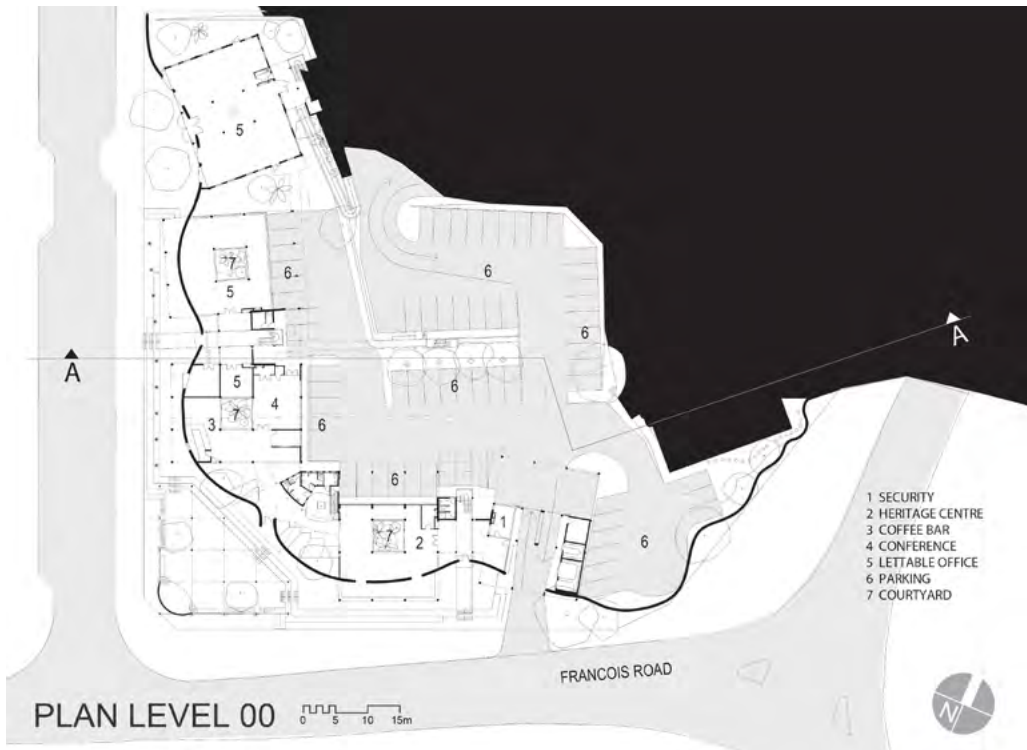 5
7
5
6
6
6
A
A
5
4
7
3
6
6
6
7
2
1
6
1 SECURITY
2 HERITAGE CENTRE
3 COFFEE BAR
4 CONFERENCE
5 LETTABLE OFFICE
6 PARKING
7 COURTYARD
FRANCOIS ROAD
PLAN LEVEL 00
0 5 10 15m
N